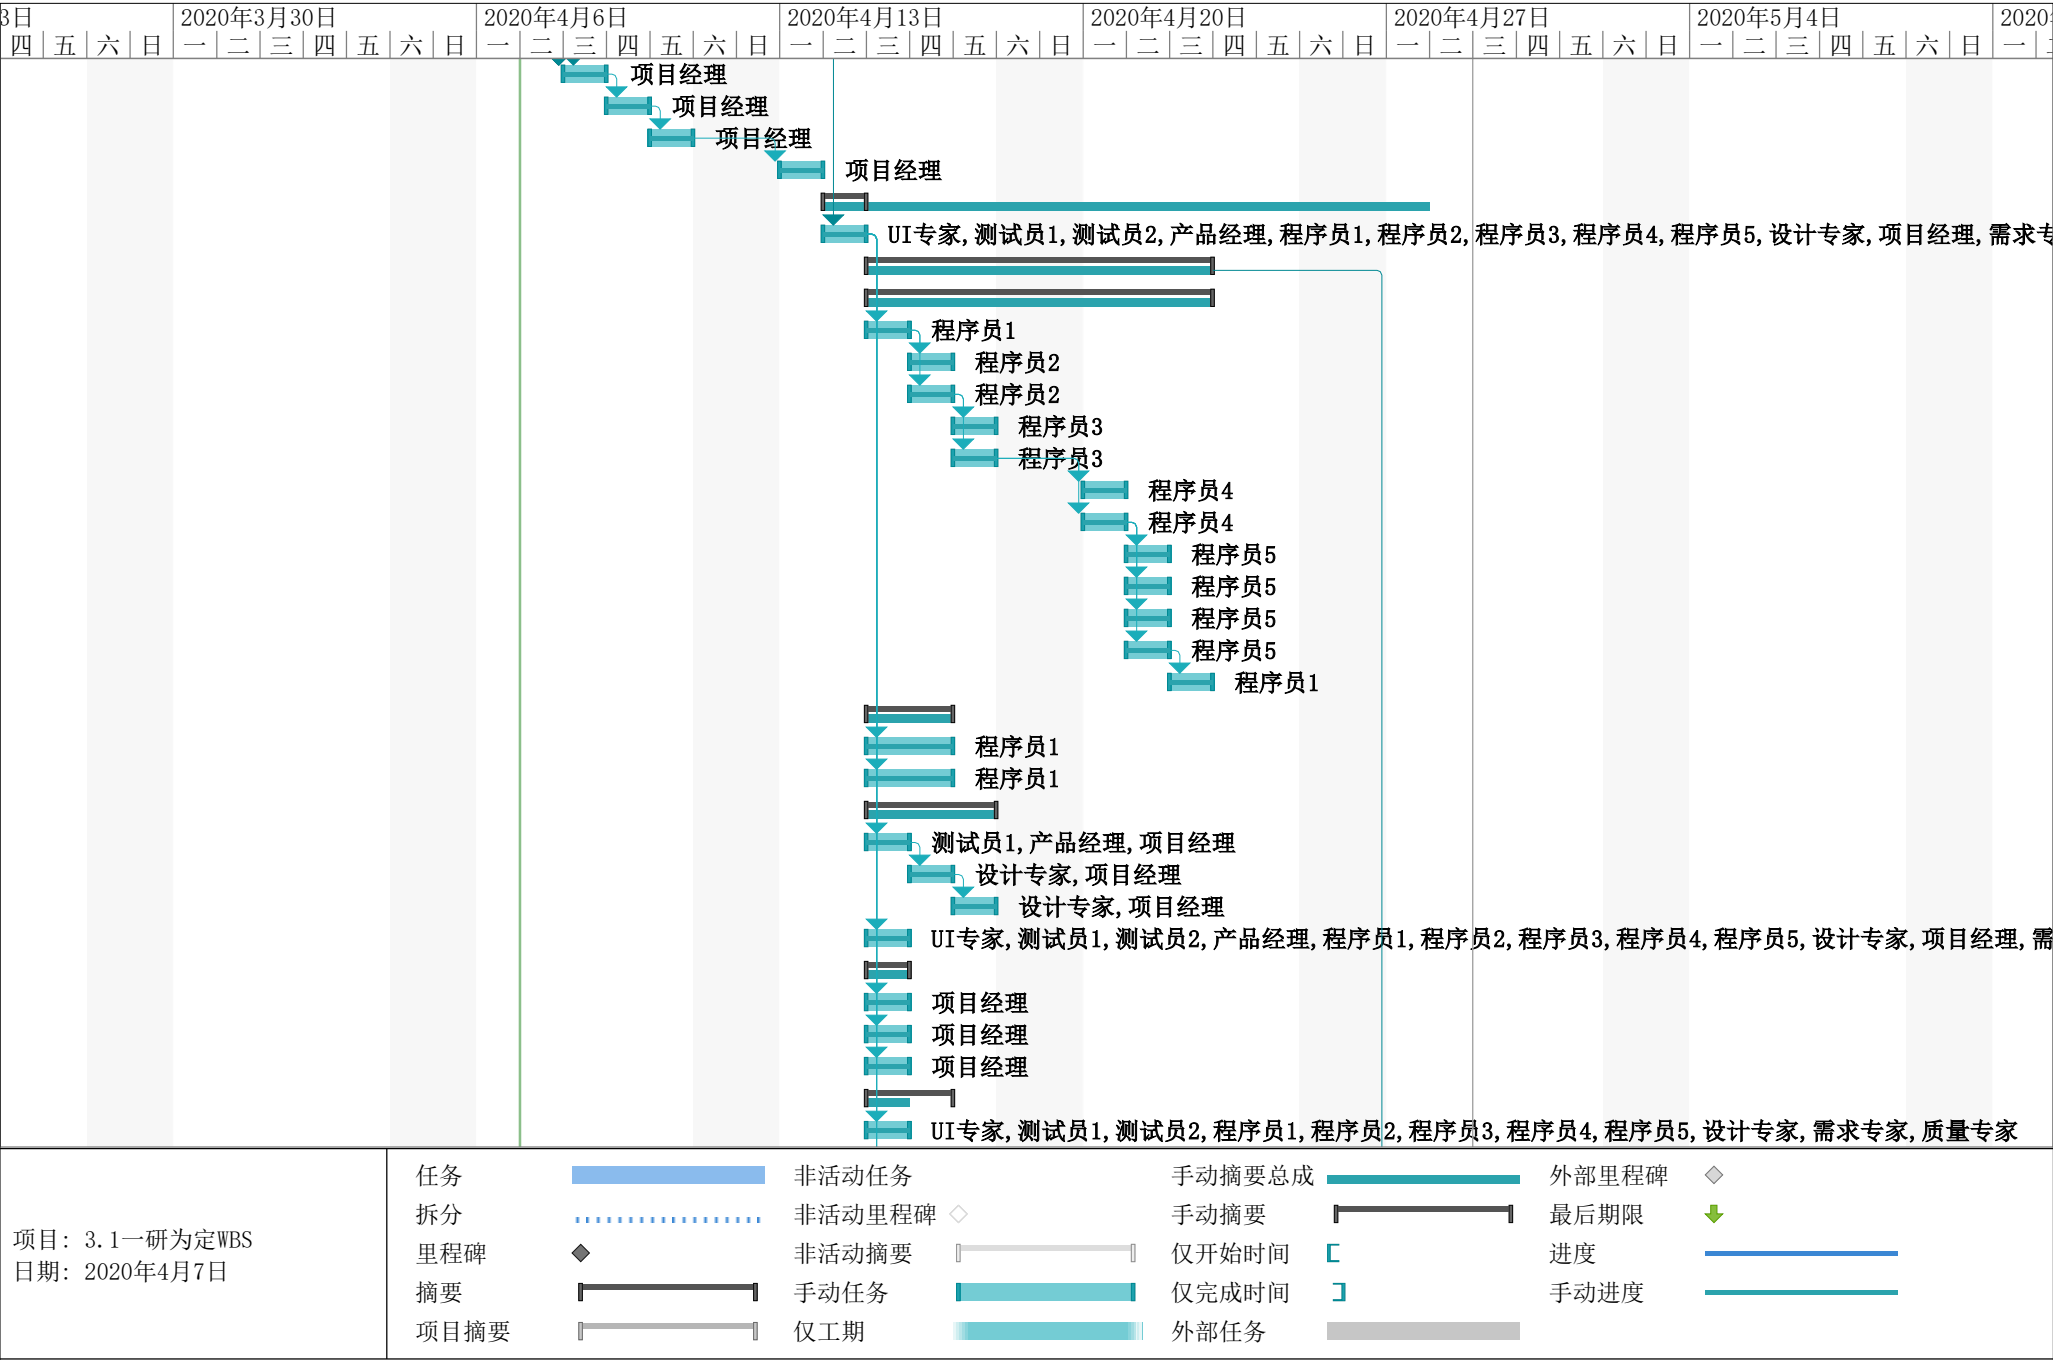 3日 2020年3月30日 2020年4月6日 2020年4月13日 2020年4月20日 2020年4月27日 2020年5月4日 2020
四 五 六 日 一 二 三 四 五 六 日 一 二 三 四 五 六 日 一 二 三 四 五 六 日 一 二 三 四 五 六 日 一 二 三 四 五 六 日 一 二 三 四 五 六 日 一
项目经理
项目经理
项目经理
项目经理
UI专家,测试员1,测试员2,产品经理,程序员1,程序员2,程序员3,程序员4,程序员5,设计专家,项目经理,需求专
程序员1
程序员2
程序员2
程序员3
程序员3
程序员4
程序员4
程序员5
程序员5
程序员5
程序员5
程序员1
程序员1
程序员1
测试员1,产品经理,项目经理
设计专家,项目经理
设计专家,项目经理
UI专家,测试员1,测试员2,产品经理,程序员1,程序员2,程序员3,程序员4,程序员5,设计专家,项目经理,需
项目经理
项目经理
项目经理
UI专家,测试员1,测试员2,程序员1,程序员2,程序员3,程序员4,程序员5,设计专家,需求专家,质量专家
项目: 3.1一研为定WBS
日期: 2020年4月7日
任务
拆分
里程碑
摘要
项目摘要
非活动任务
非活动里程碑
非活动摘要
手动任务
仅工期
手动摘要总成
手动摘要
仅开始时间
仅完成时间
外部任务
外部里程碑
最后期限
进度
手动进度